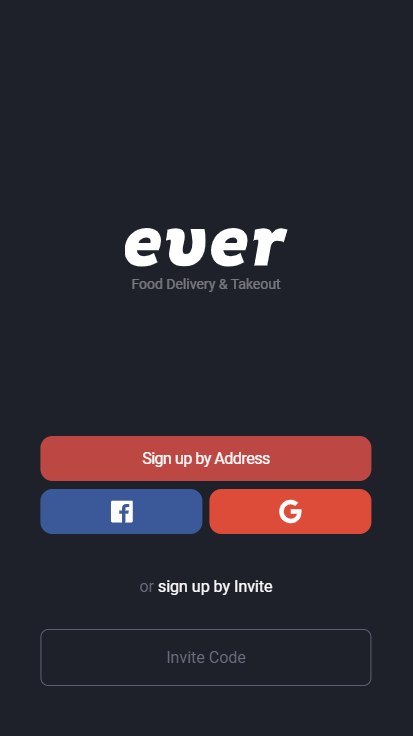 ever
Food Delivery & Takeout
Sign up by Address
or sign up by Invite
Invite Code